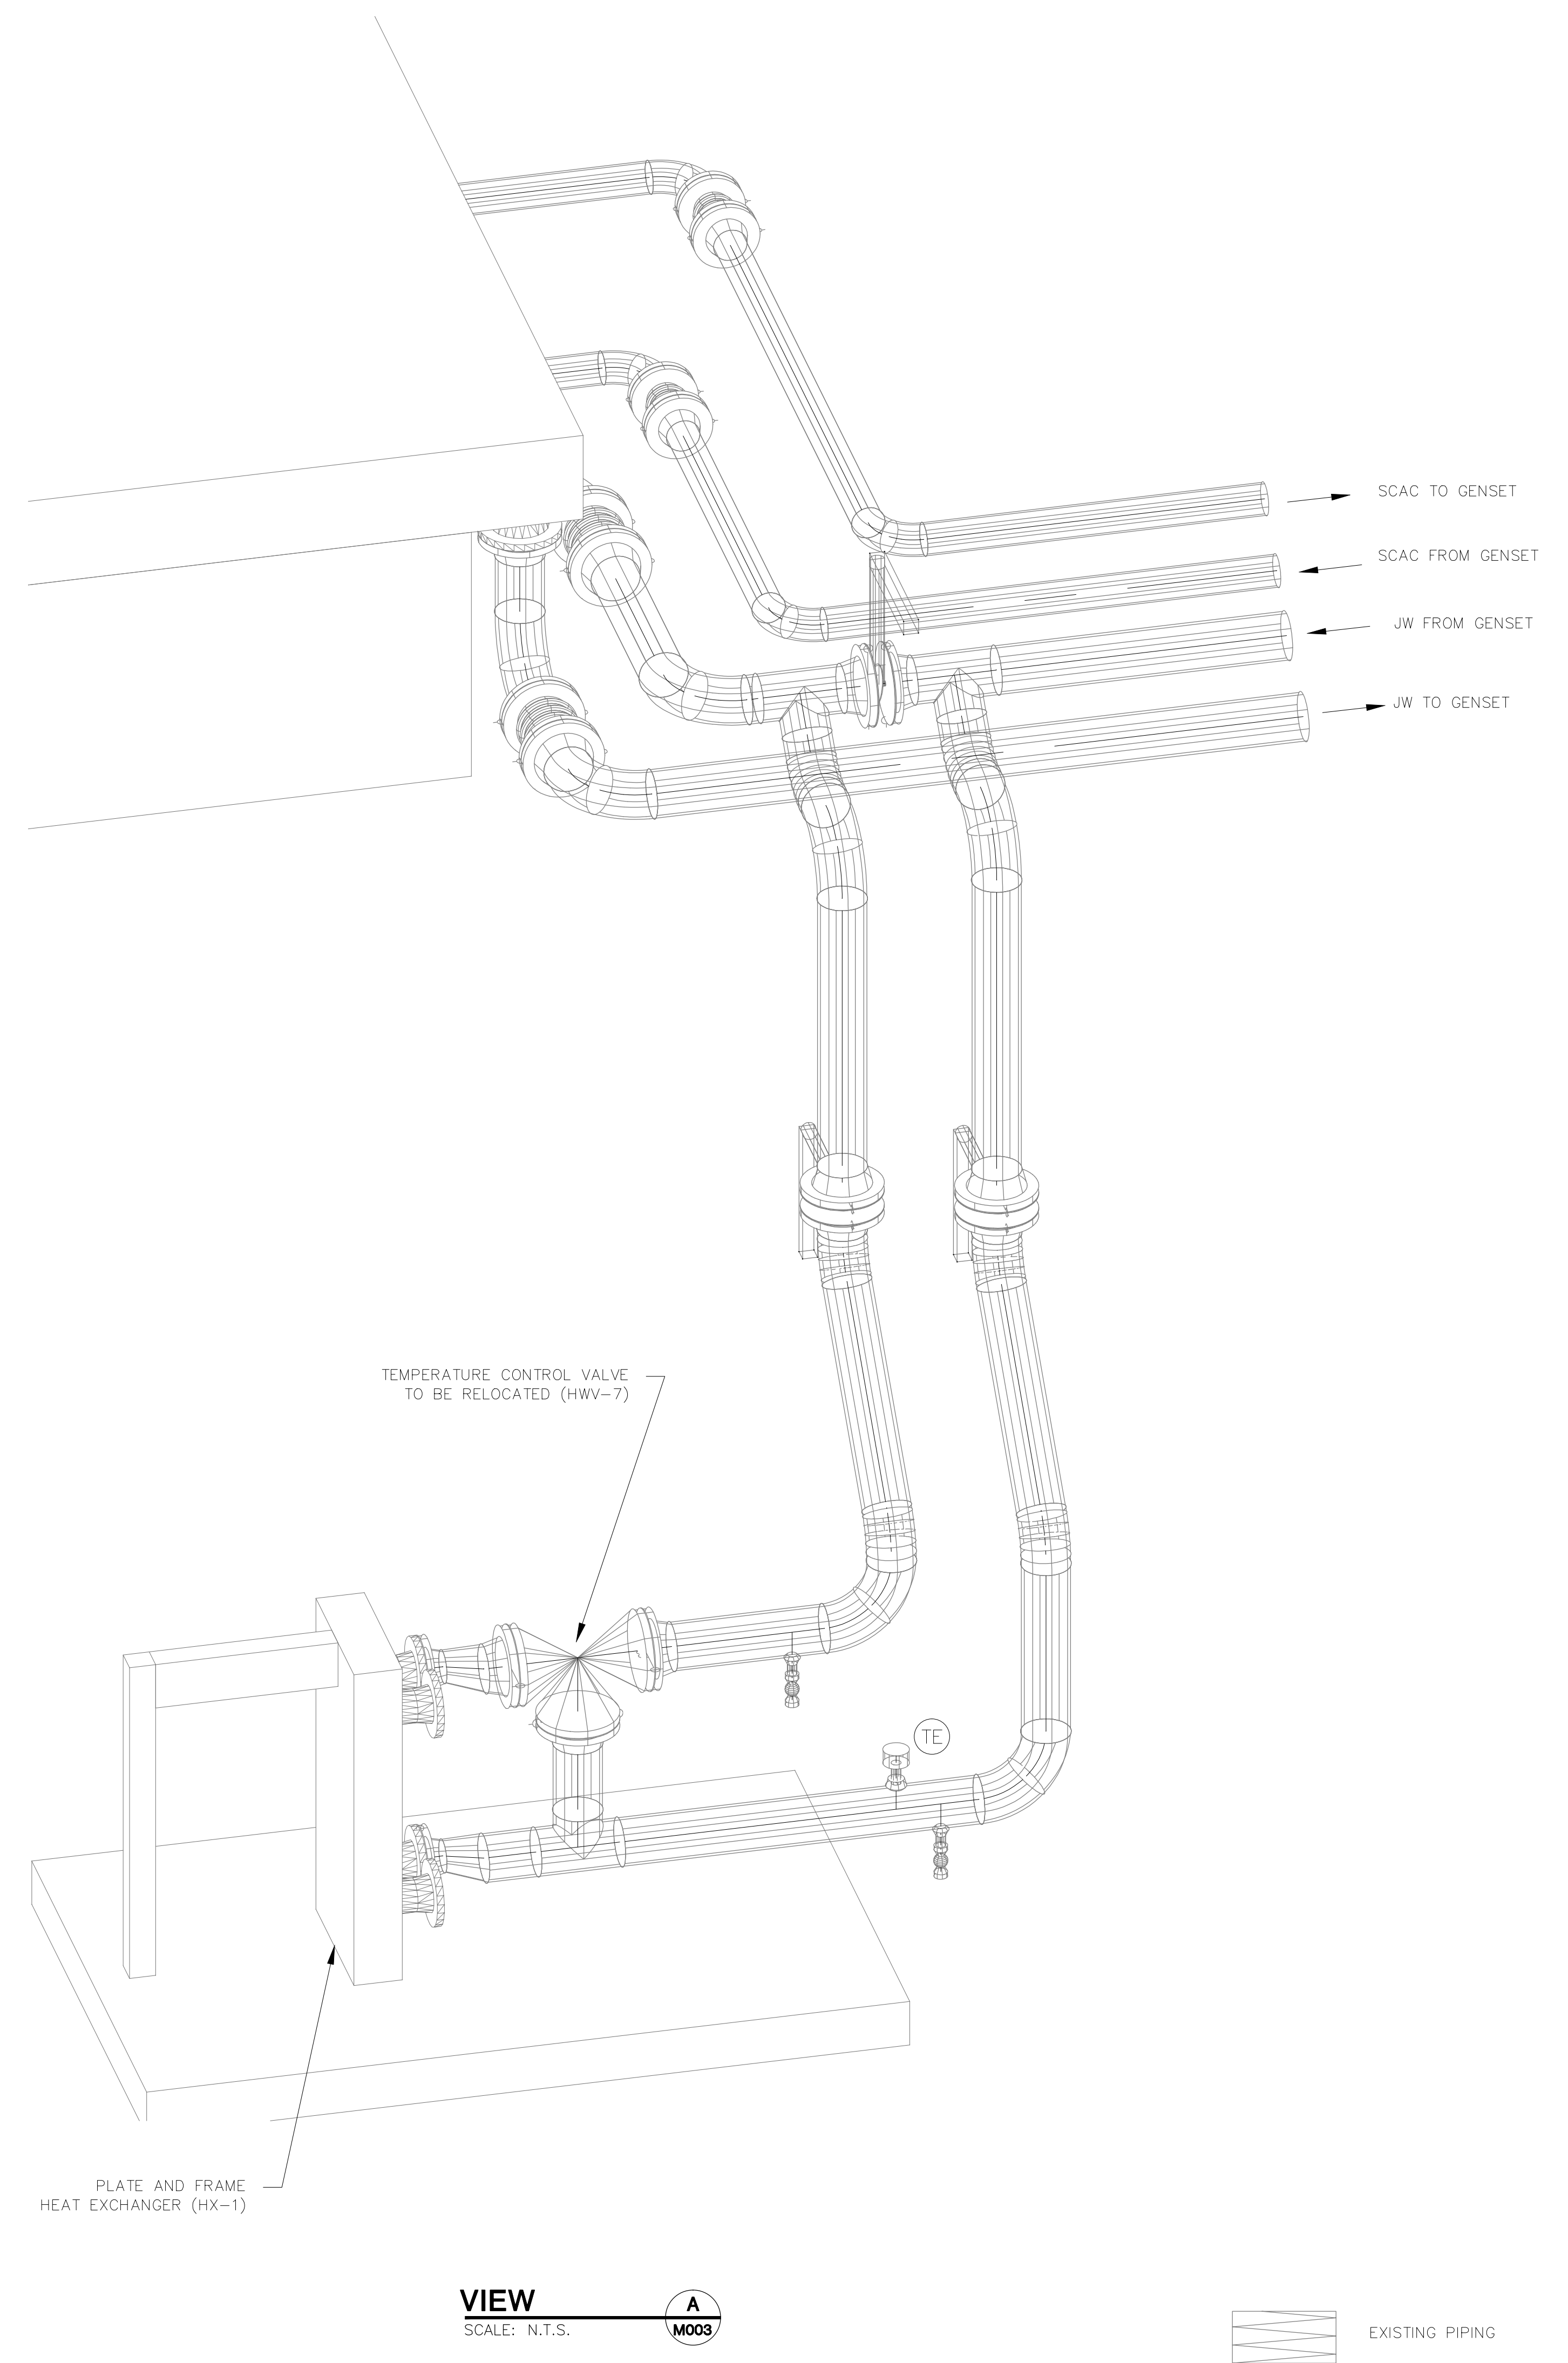 SCAC TO GENSET
SCAC FROM GENSET
JW FROM GENSET
JW TO GENSET
TEMPERATURE CONTROL VALVE
TO BE RELOCATED (HWV-7)
TE
PLATE AND FRAME
HEAT EXCHANGER (HX-1)
VIEW
A
SCALE: N.T.S.
M003
EXISTING PIPING